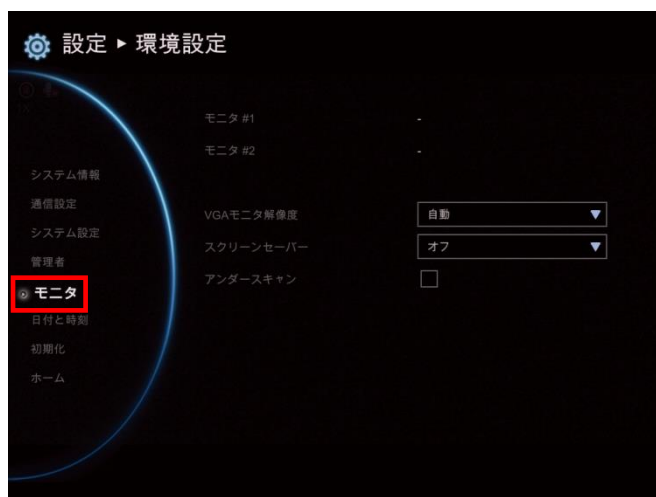 設定 ▶ 環境設定
モニタ #1 -
モニタ #2 -
システム情報
通信設定
VGAモニタ解像度 自動 ▼
システム設定
スクリーンセーバー オフ ▼
管理者
アンダースキャン
モニタ
日付と時刻
初期化
ホーム